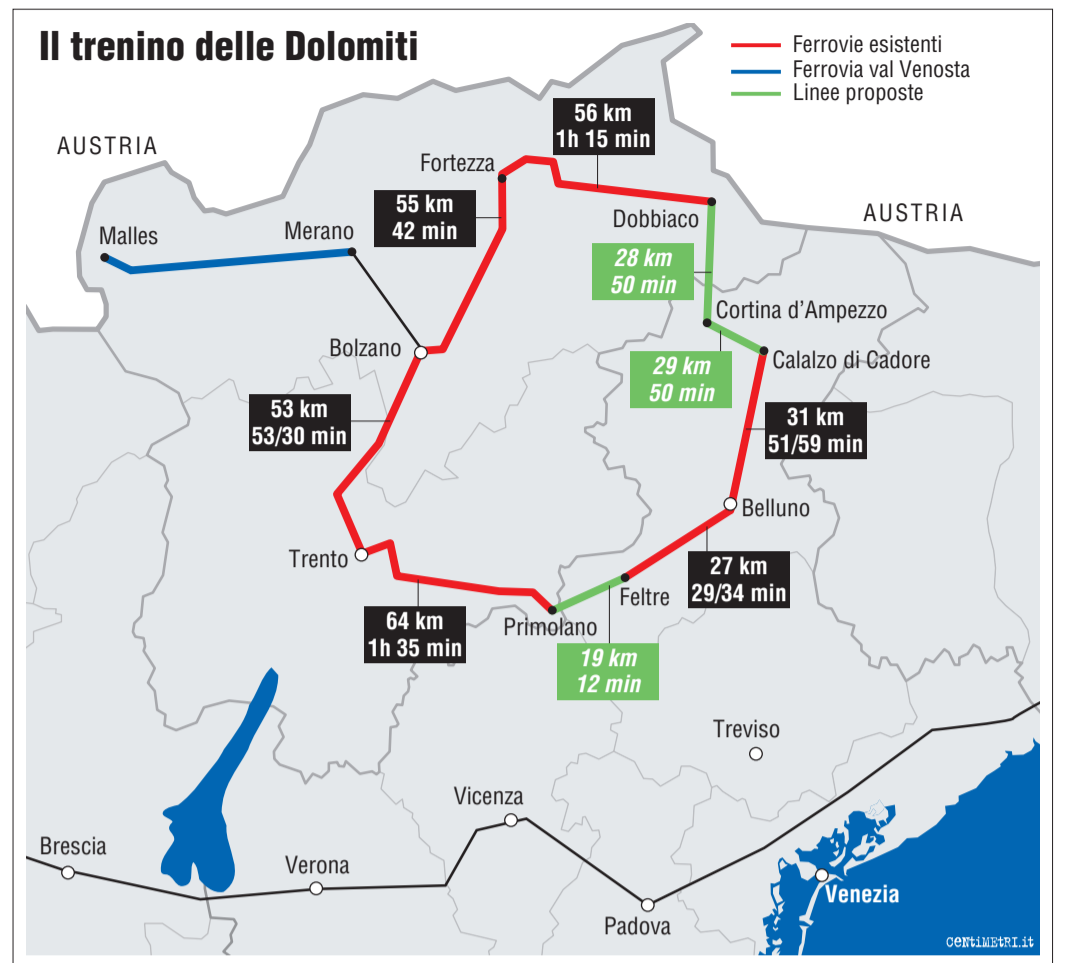 Il trenino delle Dolomiti
Ferrovie esistenti
Ferrovia val Venosta
Linee proposte
AUSTRIA
56 km
1h 15 min
Fortezza
55 km
42 min
Dobbiaco
AUSTRIA
Malles
Merano
28 km
50 min
Cortina d'Ampezzo
Bolzano
Calalzo di Cadore
29 km
50 min
53 km
53/30 min
31 km
51/59 min
Belluno
Trento
27 km
29/34 min
Feltre
64 km
1h 35 min
Primolano
19 km
12 min
Treviso
Vicenza
Brescia
Verona
Venezia
Padova
CENTIMETRI.it